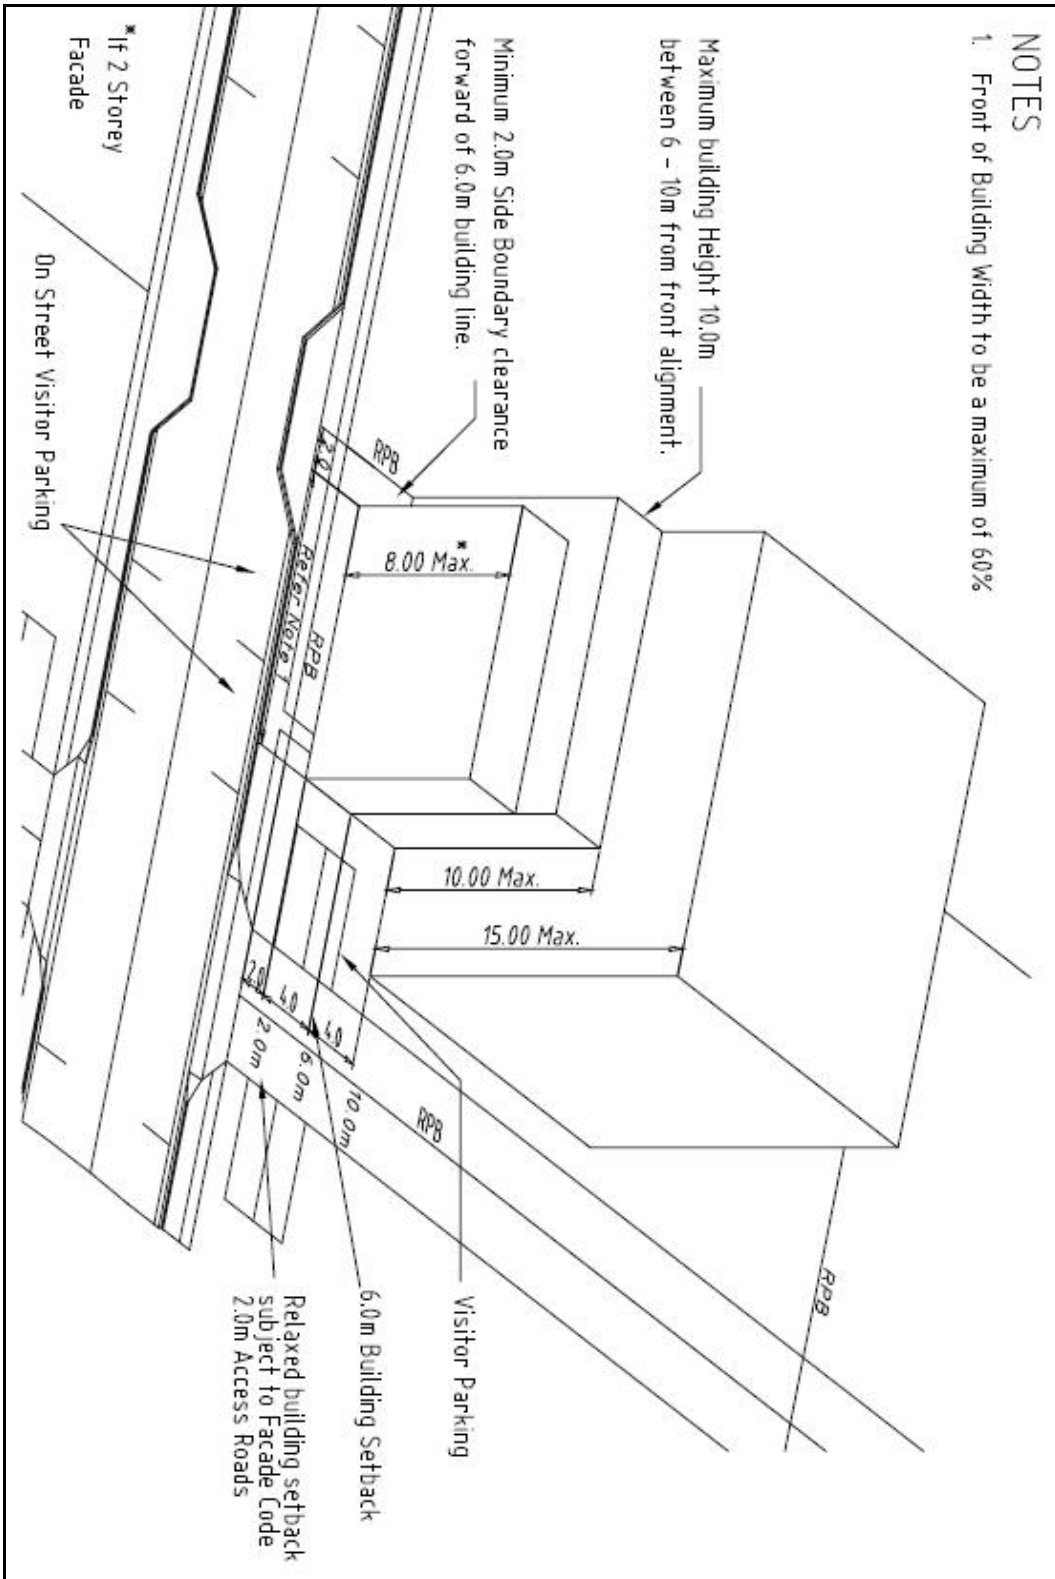 NOTES
1. Front of Building Width to be a maximum of 60%
Maximum building Height 10.0m
between 6 - 10m from front alignment.
Minimum 2.0m Side Boundary clearance
forward of 6.0m building line.
*If 2 Storey
Facade
On Street Visitor Parking
RPB
2.0
8.00 Max.*
Refer Note 1
RPB
10.00 Max.
15.00 Max.
2.0
4.0
4.0
2.0m
6.0m
10.0m
RPB
RPB
Visitor Parking
6.0m Building Setback
Relaxed building setback
subject to Facade Code
2.0m Access Roads